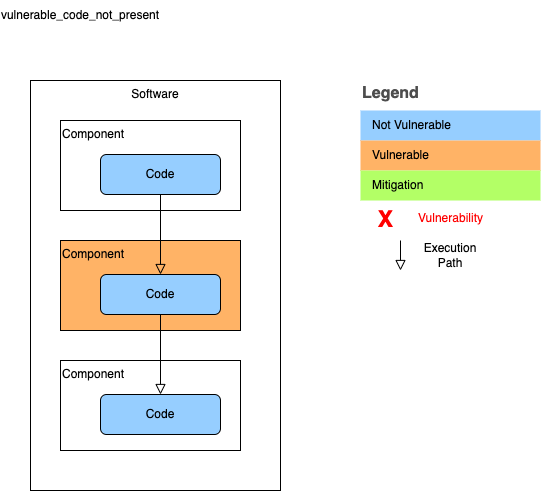 vulnerable_code_not_present
Software
Component
Code
Component
Code
Component
Code
Legend
Not Vulnerable
Vulnerable
Mitigation
X
Vulnerability
Execution
Path